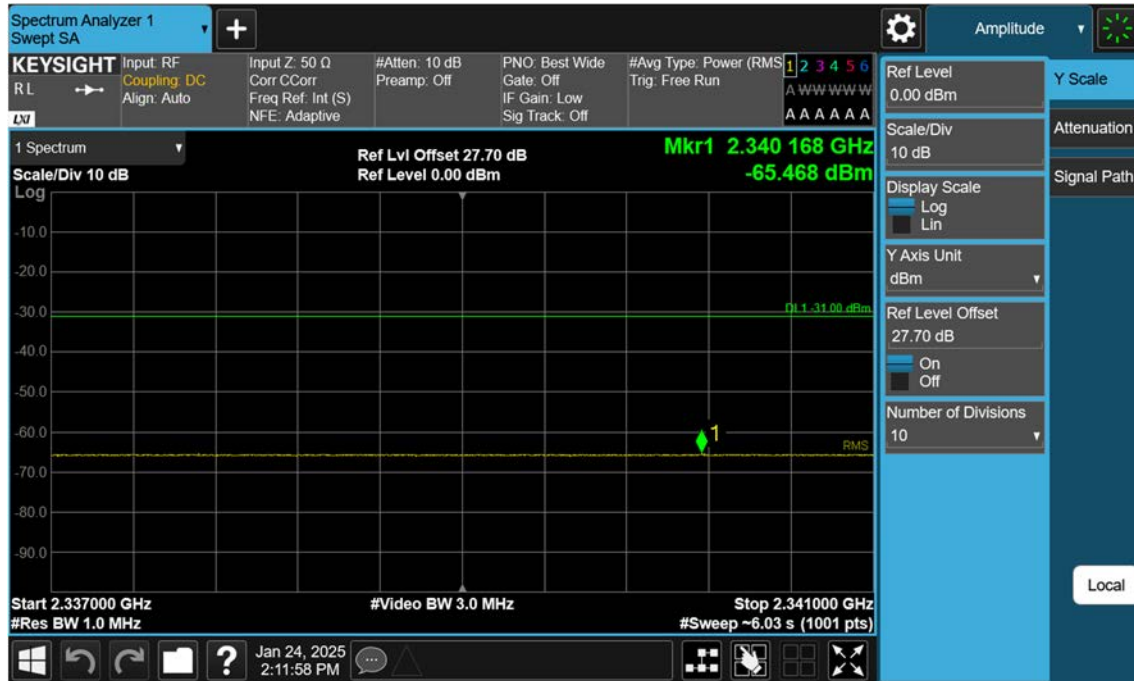 Spectrum Analyzer 1
Swept SA
+
Amplitude
KEYSIGHT
R L
LXI
Input: RF
Coupling: DC
Align: Auto
Input Z: 50 Ω
Corr CCorr
Freq Ref: Int (S)
NFE: Adaptive
#Atten: 10 dB
Preamp: Off
PNO: Best Wide
Gate: Off
IF Gain: Low
Sig Track: Off
#Avg Type: Power (RMS
Trig: Free Run
1 2 3 4 5 6
A W W W W W
A A A A A A
1 Spectrum
Scale/Div 10 dB
Ref Lvl Offset 27.70 dB
Ref Level 0.00 dBm
Mkr1 2.340 168 GHz
-65.468 dBm
Log
-10.0
-20.0
-30.0
DL1 -31.00 dBm
-40.0
-50.0
-60.0
1
RMS
-70.0
-80.0
-90.0
Start 2.337000 GHz
#Res BW 1.0 MHz
#Video BW 3.0 MHz
Stop 2.341000 GHz
#Sweep ~6.03 s (1001 pts)
Ref Level
0.00 dBm
Scale/Div
10 dB
Display Scale
Log
Lin
Y Axis Unit
dBm
Ref Level Offset
27.70 dB
On
Off
Number of Divisions
10
Y Scale
Attenuation
Signal Path
Local
?
Jan 24, 2025
2:11:58 PM